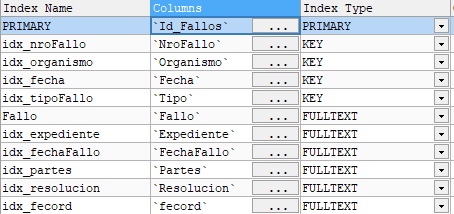 Index Name Columns Index Type
PRIMARY `Id_Fallos` ... PRIMARY
idx_nroFallo `NroFallo` ... KEY
idx_organismo `Organismo` ... KEY
idx_fecha `Fecha` ... KEY
idx_tipoFallo `Tipo` ... KEY
Fallo `Fallo` ... FULLTEXT
idx_expediente `Expediente` ... FULLTEXT
idx_fechaFallo `FechaFallo` ... FULLTEXT
idx_partes `Partes` ... FULLTEXT
idx_resolucion `Resolucion` ... FULLTEXT
idx_fecord `fecord` ... FULLTEXT